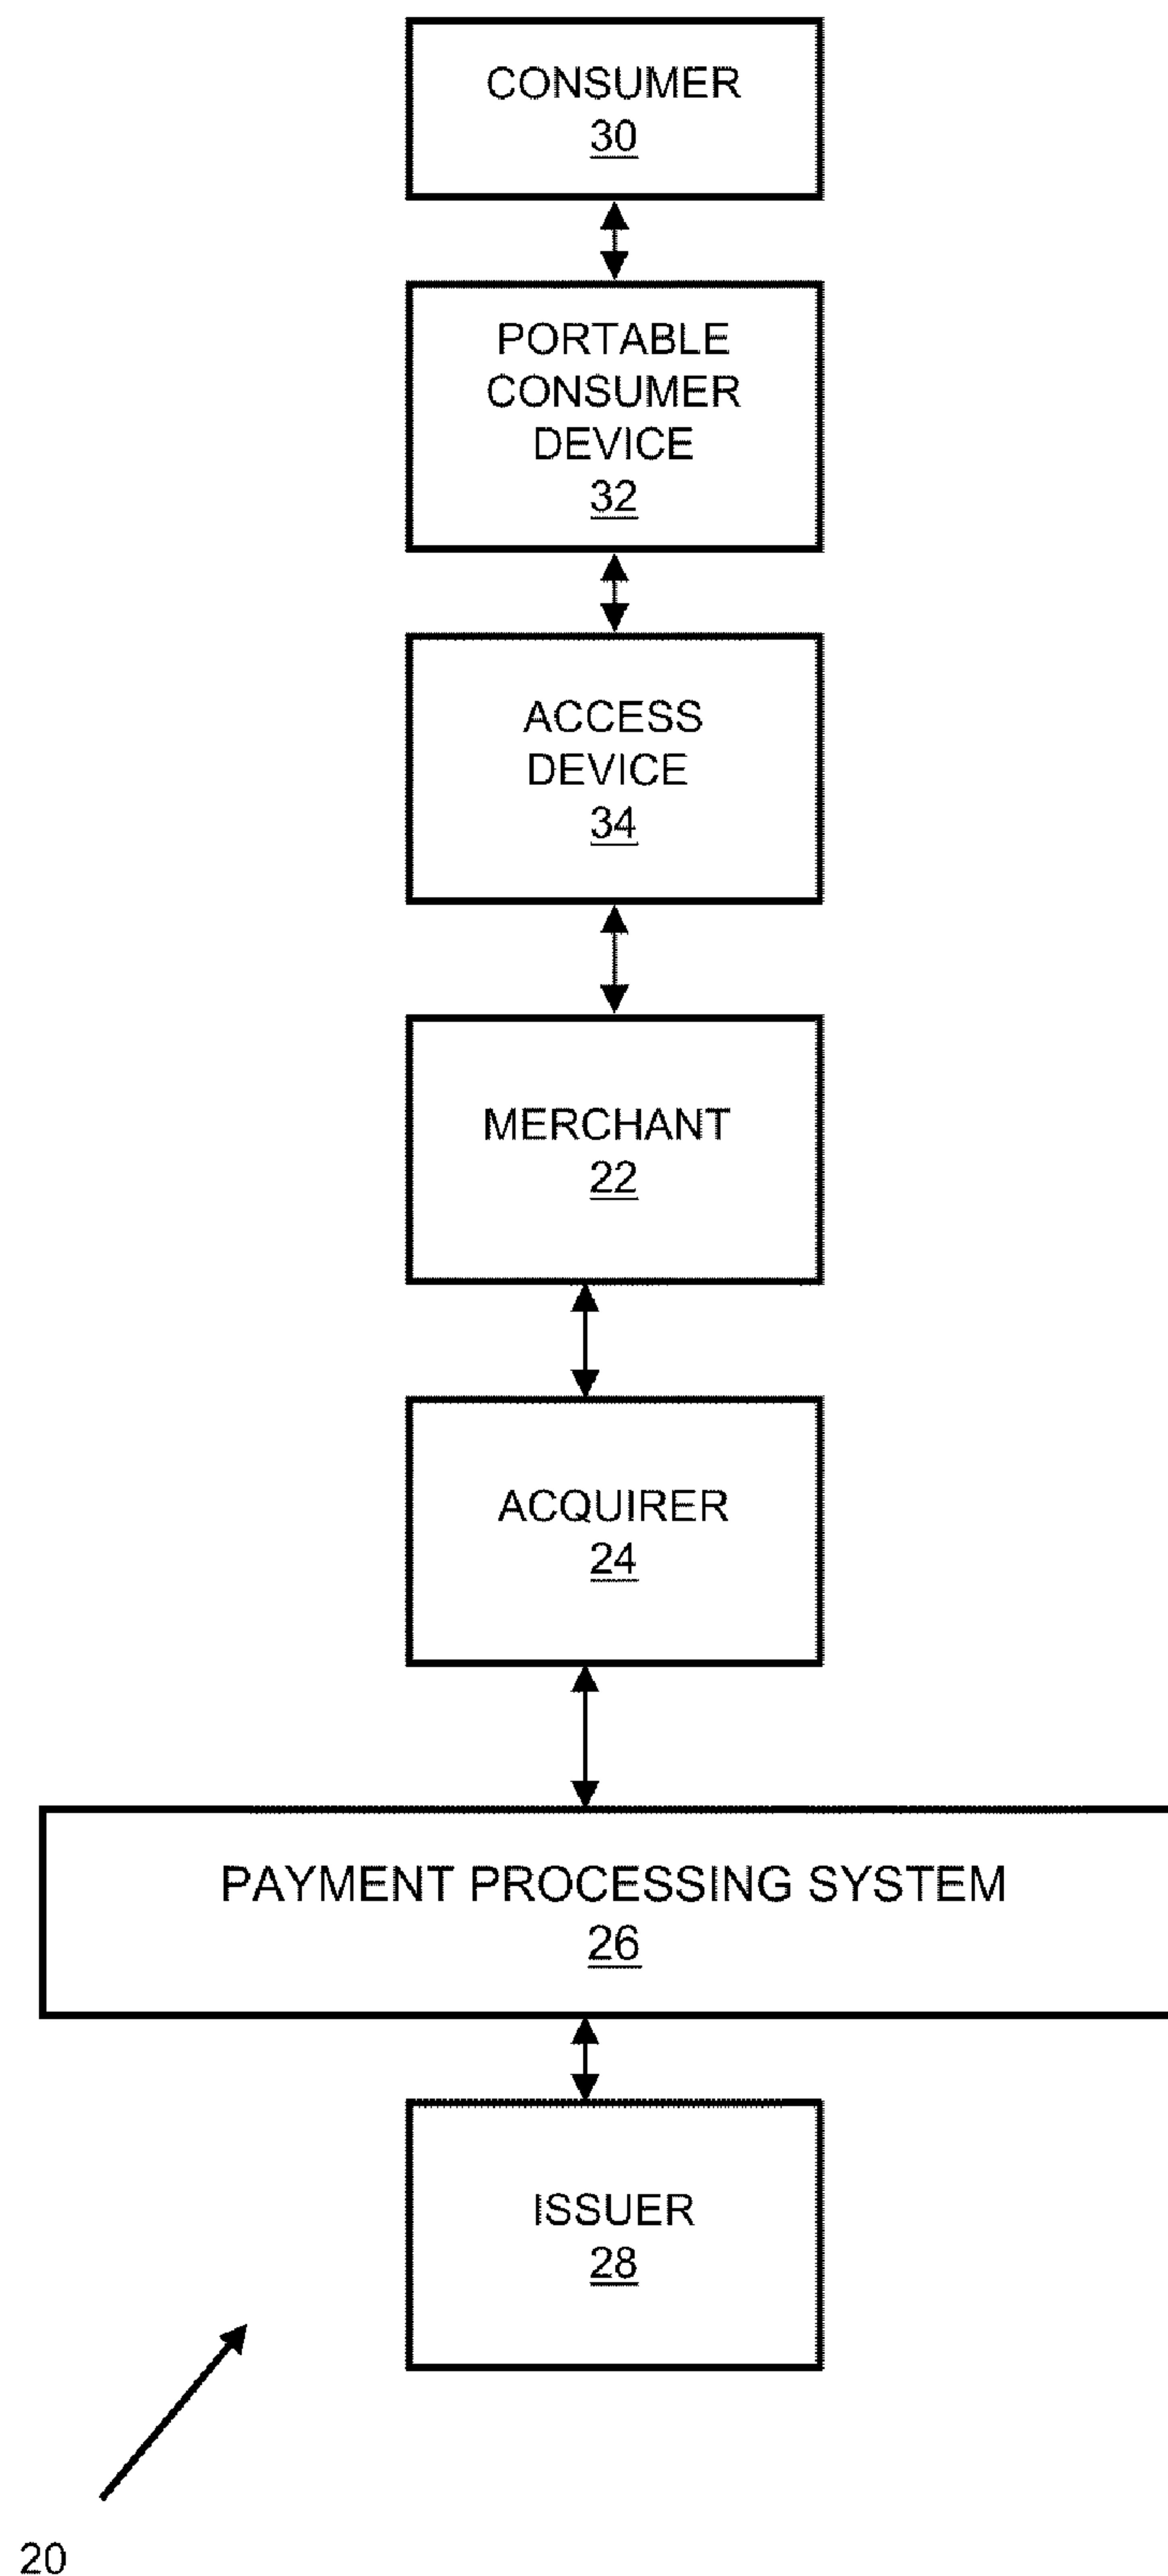 CONSUMER
30
PORTABLE
CONSUMER
DEVICE
32
ACCESS
DEVICE
34
MERCHANT
22
ACQUIRER
24
PAYMENT PROCESSING SYSTEM
26
ISSUER
28
20